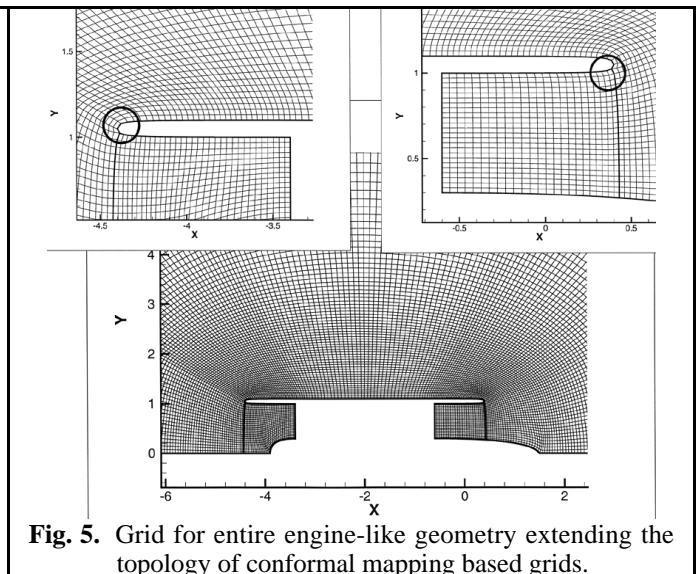 1.5
Y
1
-4.5
-4
-3.5
X
Y
1
0.5
-0.5
0
0.5
X
4
3
Y
2
1
0
-6
-4
-2
0
2
X
Fig. 5. Grid for entire engine-like geometry extending the
topology of conformal mapping based grids.